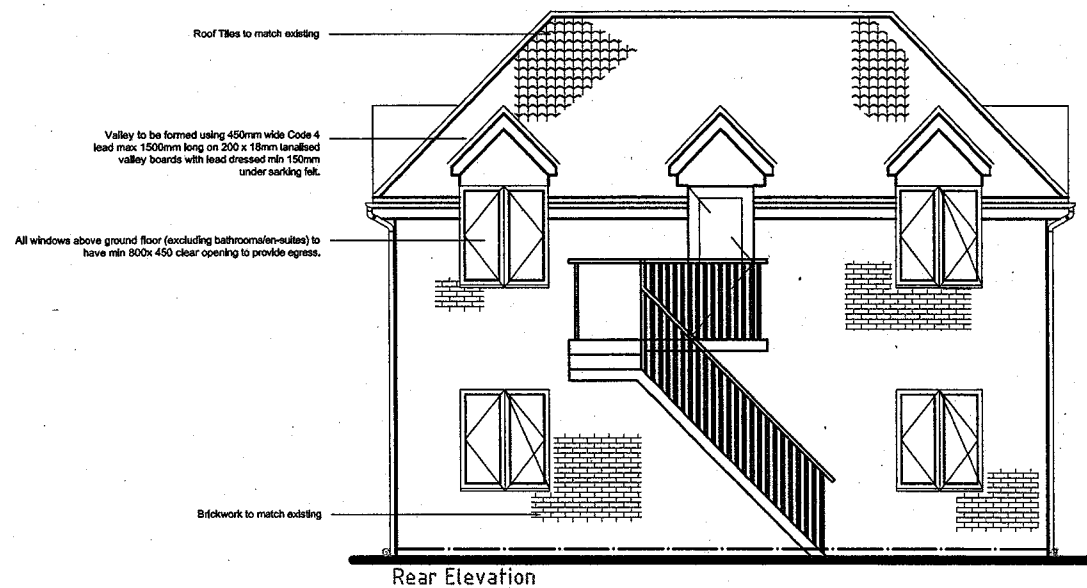 Roof Tiles to match existing
Valley to be formed using 450mm wide Code 4
lead max 1500mm long on 200 x 18mm tanalised
valley boards with lead dressed min 150mm
under sarking felt.
All windows above ground floor (excluding bathrooms/en-suites) to
have min 800x 450 clear opening to provide egress.
Brickwork to match existing
Rear Elevation